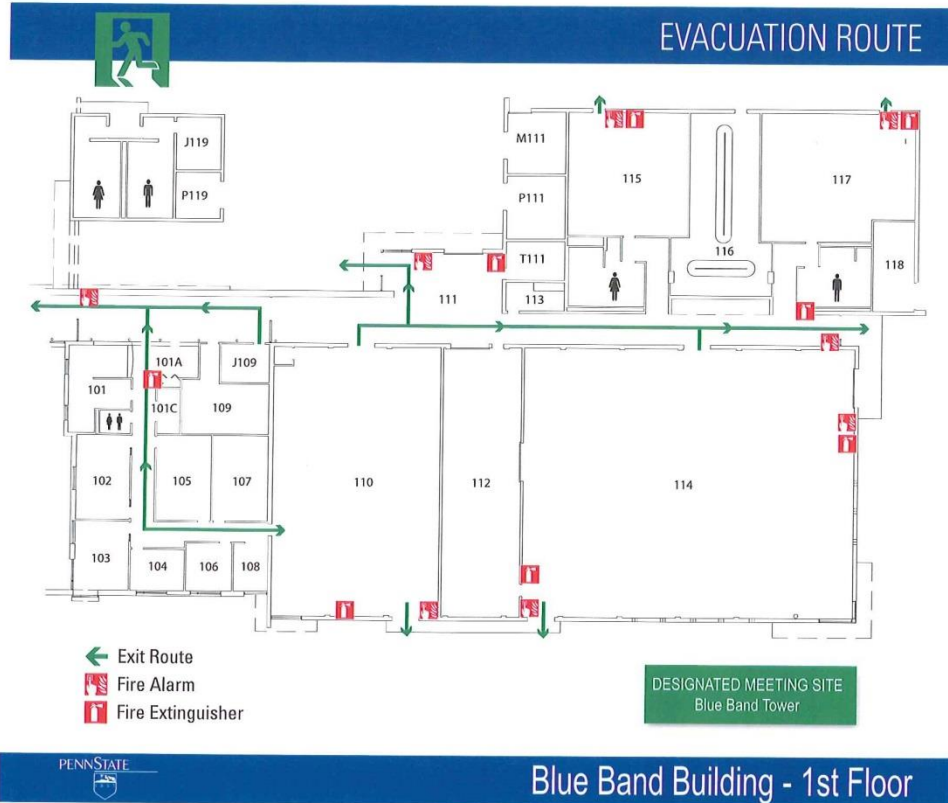 EVACUATION ROUTE
J119
P119
M111
P111
T111
113
115
116
117
118
111
101
101A
J109
101C
109
102
105
107
103
104
106
108
110
112
114
Exit Route
Fire Alarm
Fire Extinguisher
DESIGNATED MEETING SITE
Blue Band Tower
PENNSTATE
Blue Band Building - 1st Floor